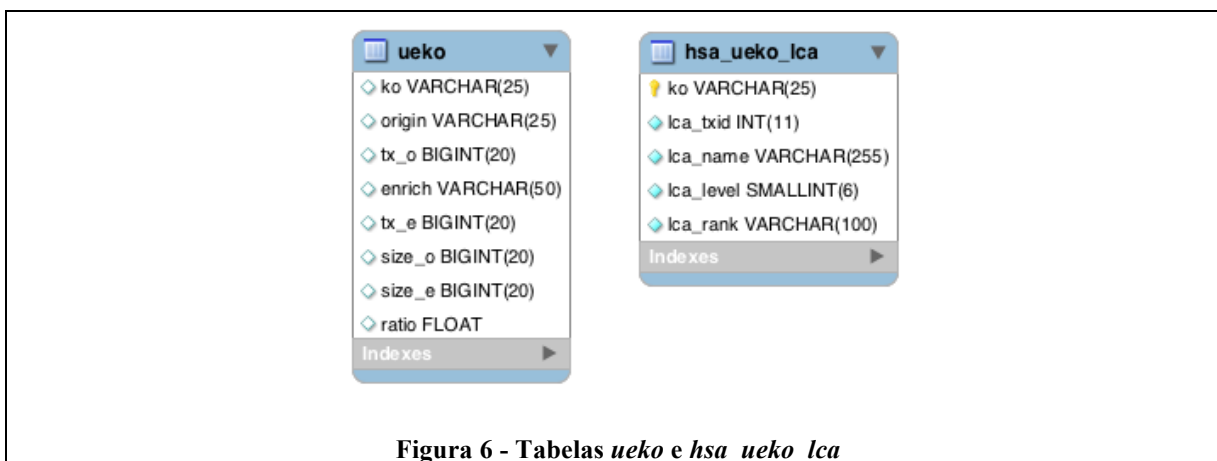 ueko
ko VARCHAR(25)
origin VARCHAR(25)
tx_o BIGINT(20)
enrich VARCHAR(50)
tx_e BIGINT(20)
size_o BIGINT(20)
size_e BIGINT(20)
ratio FLOAT
Indexes
hsa_ueko_lca
ko VARCHAR(25)
lca_txid INT(11)
lca_name VARCHAR(255)
lca_level SMALLINT(6)
lca_rank VARCHAR(100)
Indexes
Figura 6 - Tabelas ueko e hsa_ueko_lca